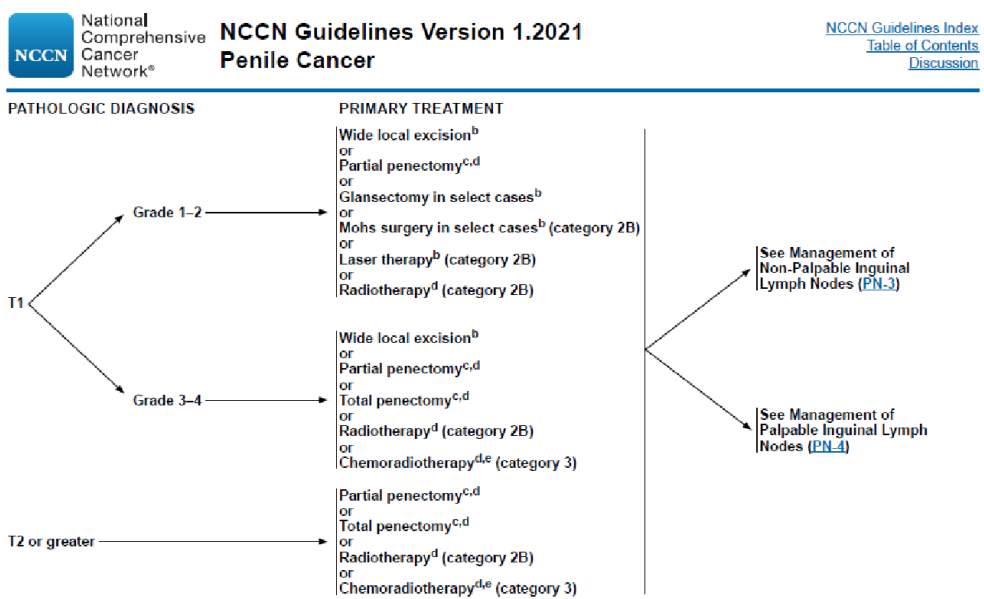 National
Comprehensive
NCCN Cancer
Network®
NCCN Guidelines Version 1.2021
Penile Cancer
NCCN Guidelines Index
Table of Contents
Discussion
PATHOLOGIC DIAGNOSIS
PRIMARY TREATMENT
T1
Grade 1–2
Wide local excisionb
or
Partial penectomyc,d
or
Glansectomy in select casesb
or
Mohs surgery in select casesb (category 2B)
or
Laser therapyb (category 2B)
or
Radiotherapyd (category 2B)
Grade 3–4
Wide local excisionb
or
Partial penectomyc,d
or
Total penectomyc,d
or
Radiotherapyd (category 2B)
or
Chemoradiotherapyd,e (category 3)
T2 or greater
Partial penectomyc,d
or
Total penectomyc,d
or
Radiotherapyd (category 2B)
or
Chemoradiotherapyd,e (category 3)
See Management of
Non-Palpable Inguinal
Lymph Nodes (PN-3)
See Management of
Palpable Inguinal Lymph
Nodes (PN-4)